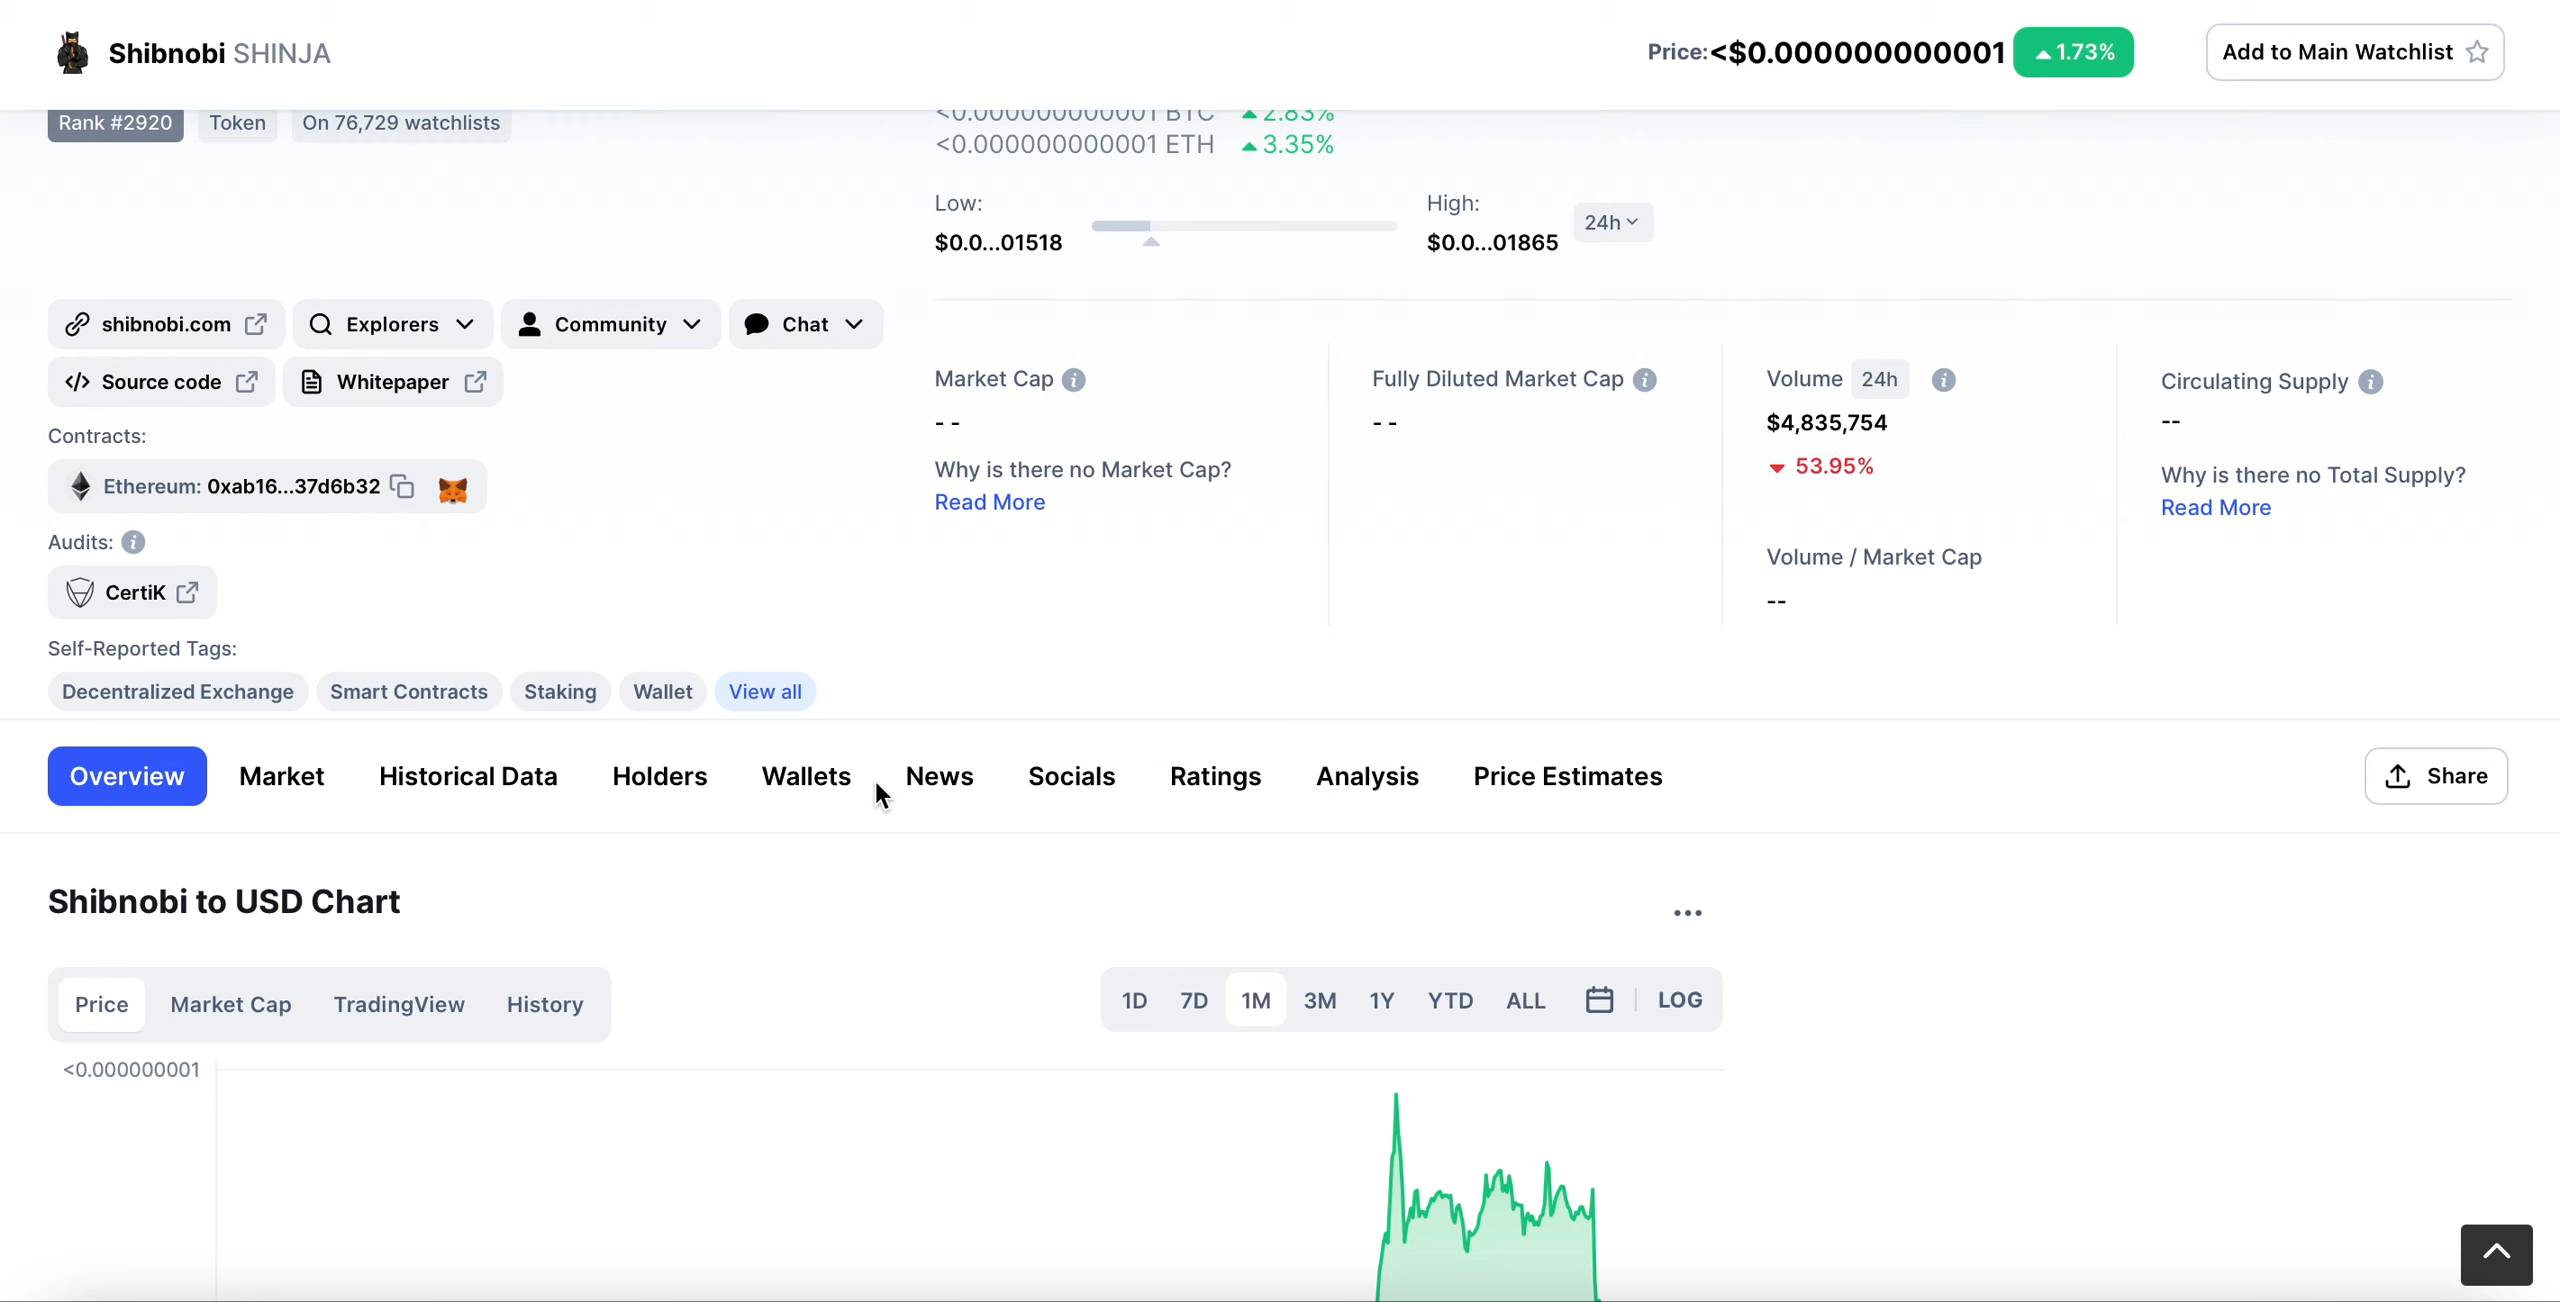 Shibnobi SHINJA
Price:<$0.000000000001 1.73%
Add to Main Watchlist
Rank #2920 Token On 76,729 watchlists
<0.000000000001 BTC 2.83%
<0.000000000001 ETH 3.35%
Low:
$0.0...01518
High:
$0.0...01865
24h
shibnobi.com Explorers Community Chat
Source code Whitepaper
Contracts:
Ethereum: 0xab16...37d6b32
Audits:
CertiK
Self-Reported Tags:
Decentralized Exchange Smart Contracts Staking Wallet View all
Market Cap
- -
Why is there no Market Cap?
Read More
Fully Diluted Market Cap
- -
Volume 24h
$4,835,754
53.95%
Volume / Market Cap
--
Circulating Supply
--
Why is there no Total Supply?
Read More
Overview Market Historical Data Holders Wallets News Socials Ratings Analysis Price Estimates Share
Shibnobi to USD Chart
Price Market Cap TradingView History
1D 7D 1M 3M 1Y YTD ALL LOG
<0.000000001